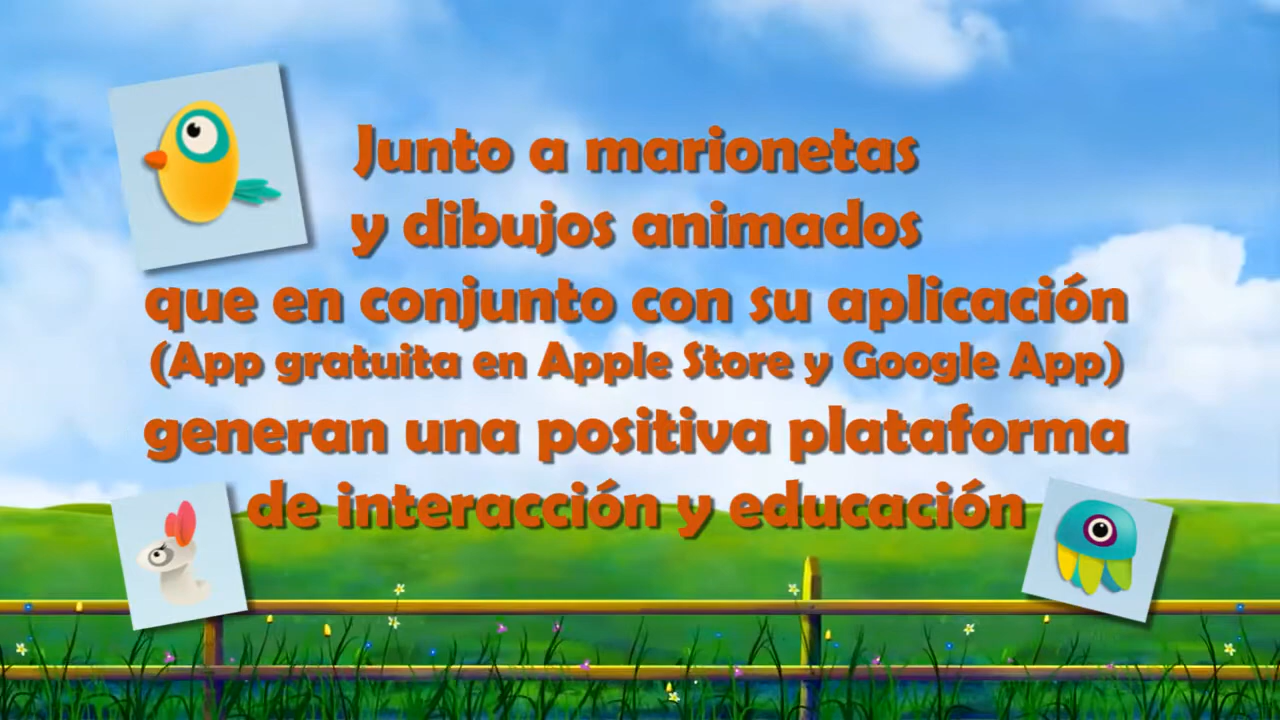 Junto a marionetas
y dibujos animados
que en conjunto con su aplicación
(App gratuita en Apple Store y Google App)
generan una positiva plataforma
de interacción y educación